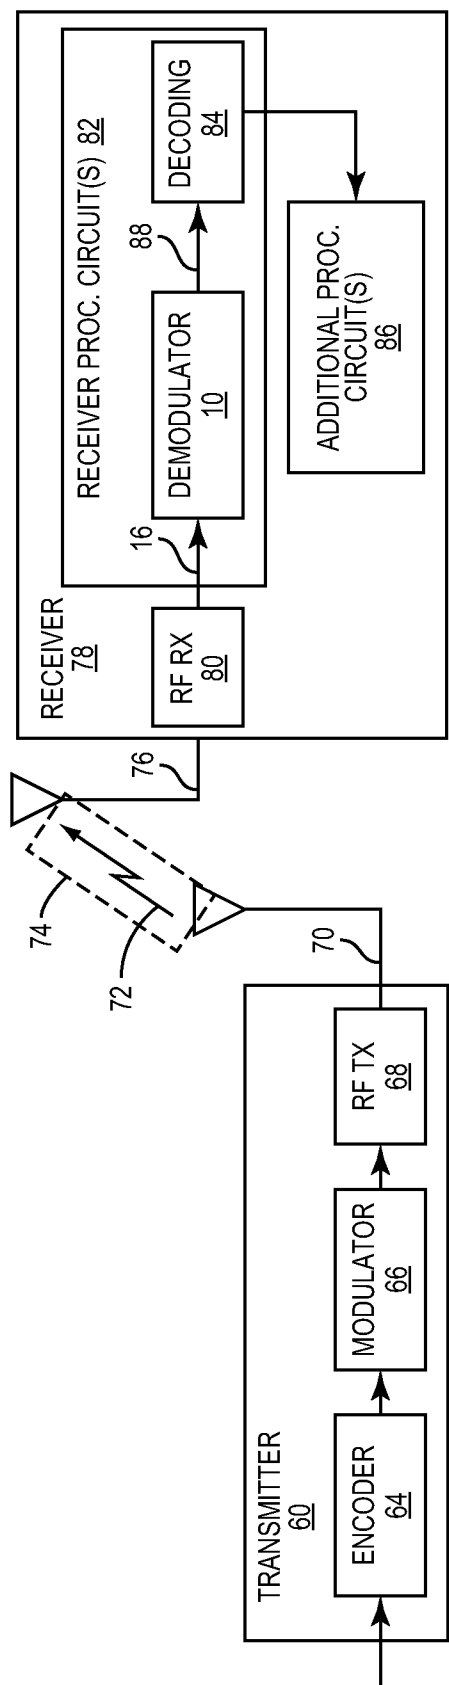 TRANSMITTER
60
ENCODER
64
MODULATOR
66
RF TX
68
70
72
74
76
RECEIVER
78
RF RX
80
16
RECEIVER PROC. CIRCUIT(S) 82
DEMODULATOR
10
88
DECODING
84
ADDITIONAL PROC.
CIRCUIT(S)
86